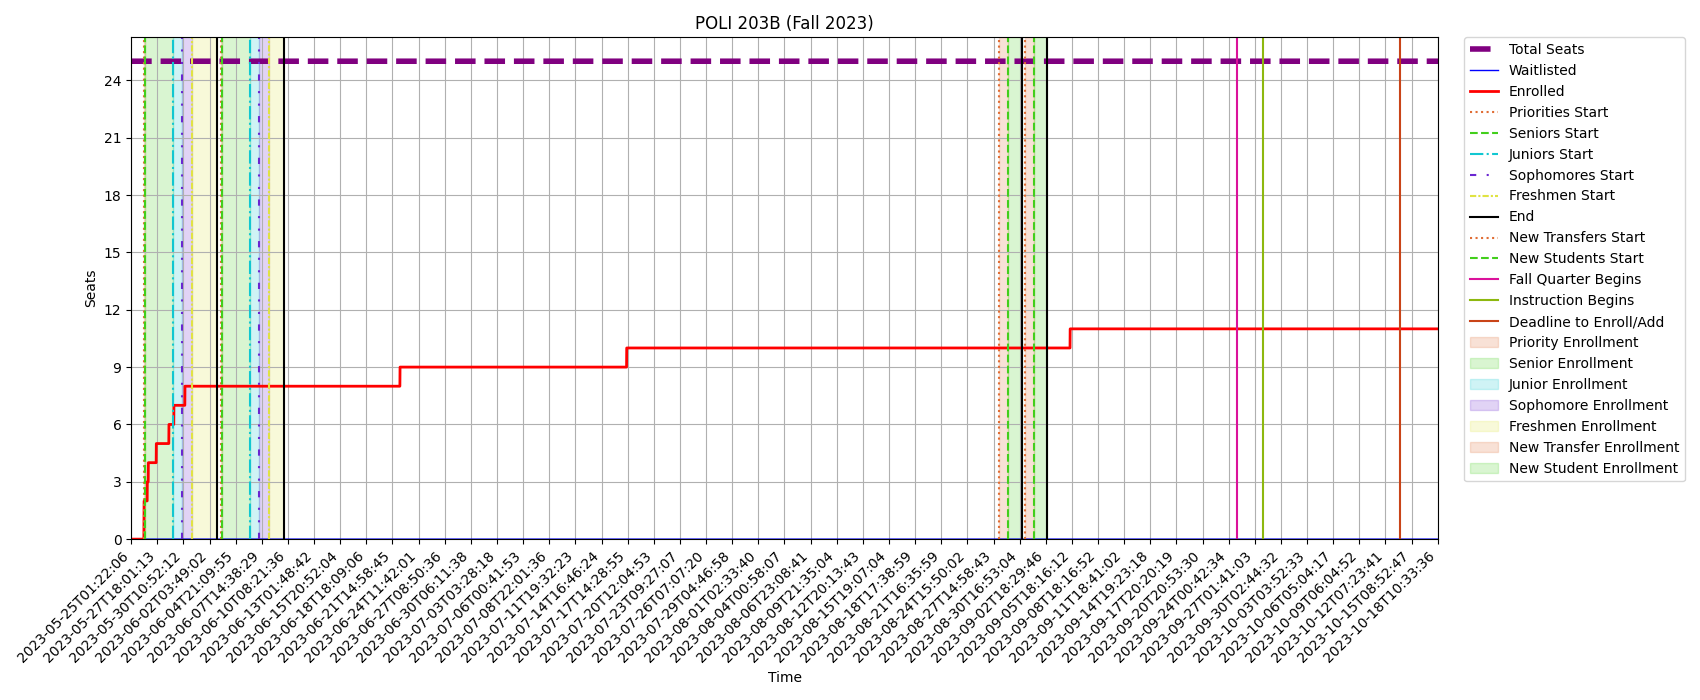 POLI 203B (Fall 2023)
Seats
24
21
18
15
12
9
6
3
0
2023-05-25T01:22:06
2023-05-27T18:01:13
2023-05-30T10:52:12
2023-06-02T03:49:02
2023-06-04T21:09:55
2023-06-07T14:38:29
2023-06-10T08:21:36
2023-06-13T01:48:42
2023-06-15T20:52:04
2023-06-18T18:09:06
2023-06-21T14:58:45
2023-06-24T11:42:01
2023-06-27T08:50:36
2023-06-30T06:11:38
2023-07-03T03:28:18
2023-07-06T00:41:53
2023-07-08T22:01:36
2023-07-11T19:32:23
2023-07-14T16:46:24
2023-07-17T14:28:55
2023-07-20T12:04:53
2023-07-23T09:27:07
2023-07-26T07:07:20
2023-07-29T04:46:58
2023-08-01T02:33:40
2023-08-04T00:58:07
2023-08-06T23:08:41
2023-08-09T21:35:04
2023-08-12T20:13:43
2023-08-15T19:07:04
2023-08-18T17:38:59
2023-08-21T16:35:59
2023-08-24T15:50:02
2023-08-27T14:58:43
2023-08-30T16:53:04
2023-09-02T18:29:46
2023-09-05T18:16:12
2023-09-08T18:16:52
2023-09-11T18:41:02
2023-09-14T19:23:18
2023-09-17T20:20:19
2023-09-20T20:53:30
2023-09-24T00:42:34
2023-09-27T01:41:03
2023-09-30T02:44:32
2023-10-03T03:52:33
2023-10-06T05:04:17
2023-10-09T06:04:52
2023-10-12T07:23:41
2023-10-15T08:52:47
2023-10-18T10:33:36
Time
Total Seats
Waitlisted
Enrolled
Priorities Start
Seniors Start
Juniors Start
Sophomores Start
Freshmen Start
End
New Transfers Start
New Students Start
Fall Quarter Begins
Instruction Begins
Deadline to Enroll/Add
Priority Enrollment
Senior Enrollment
Junior Enrollment
Sophomore Enrollment
Freshmen Enrollment
New Transfer Enrollment
New Student Enrollment